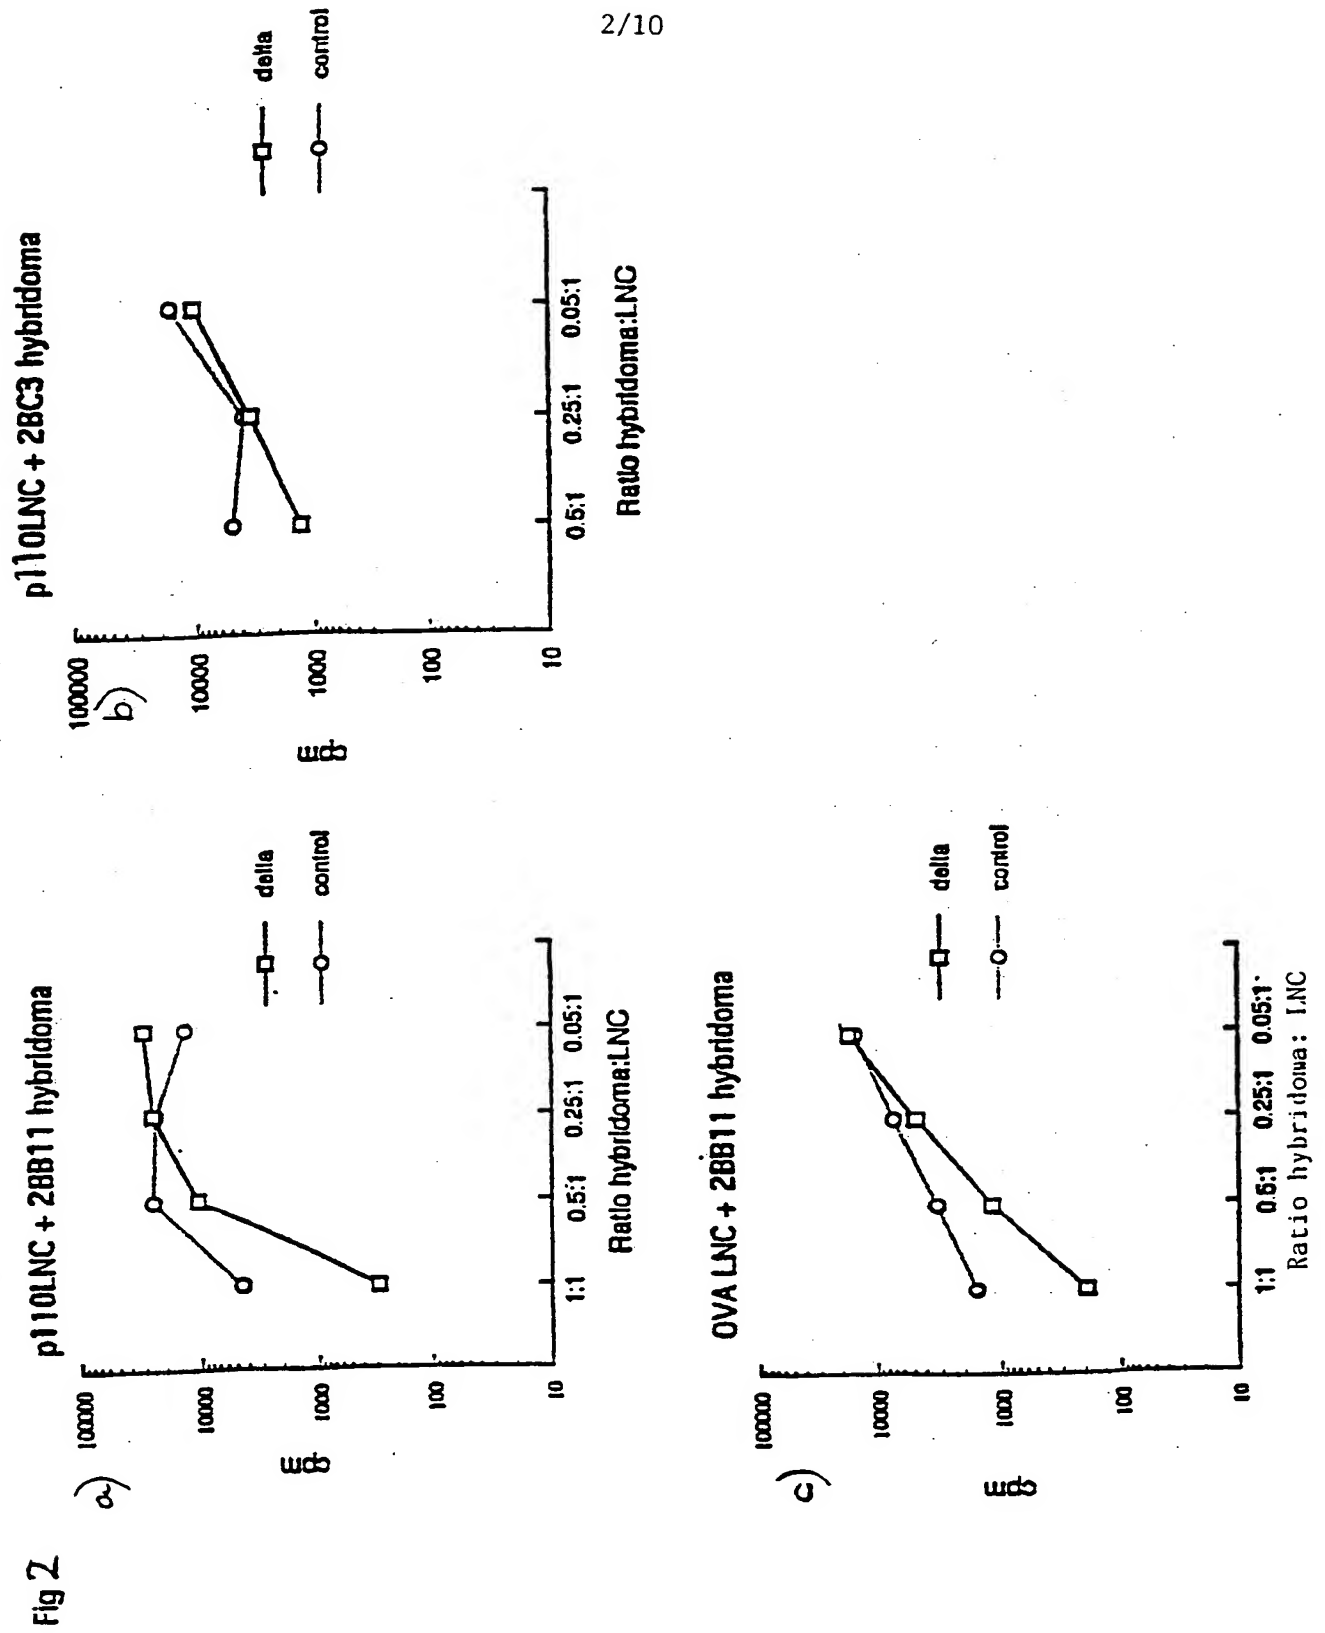 2/10
Fig 2
a)
p110LNC + 2BB11 hybridoma
100000
10000
1000
100
10
cpm
1:1
0.5:1
0.25:1
0.05:1
Ratio hybridoma:LNC
delta
control
b)
p110LNC + 2BC3 hybridoma
100000
10000
1000
100
10
cpm
0.5:1
0.25:1
0.05:1
Ratio hybridoma:LNC
delta
control
c)
OVA LNC + 2BB11 hybridoma
100000
10000
1000
100
10
cpm
1:1
0.5:1
0.25:1
0.05:1
Ratio hybridoma: LNC
delta
control